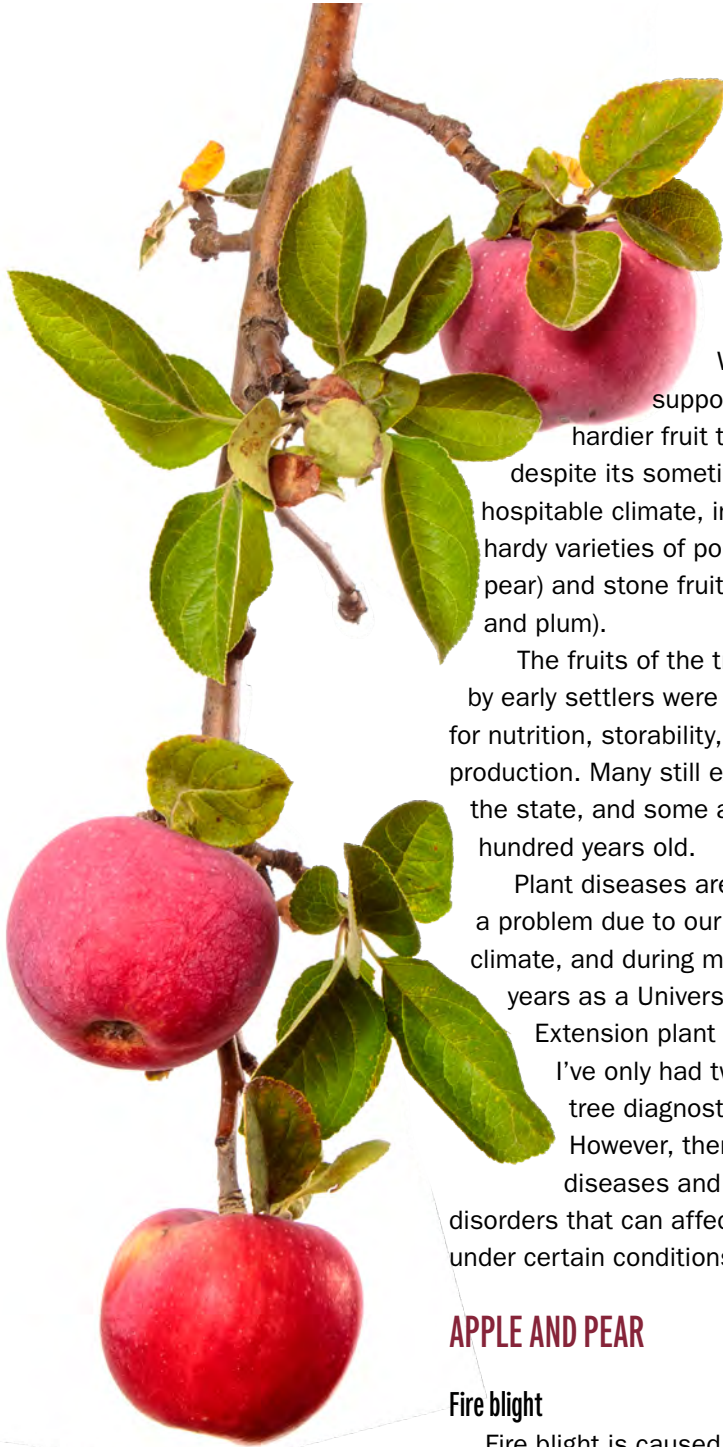 suppo
hardier fruit t
despite its someti
hospitable climate, i
hardy varieties of po
pear) and stone fruit
and plum).
The fruits of the t
by early settlers were
for nutrition, storability,
production. Many still e
the state, and some a
hundred years old.
Plant diseases are
a problem due to our
climate, and during m
years as a Univers
Extension plant
I've only had tw
tree diagnost
However, ther
diseases and
disorders that can affec
under certain conditions
APPLE AND PEAR
Fire blight
Fire blight is caused